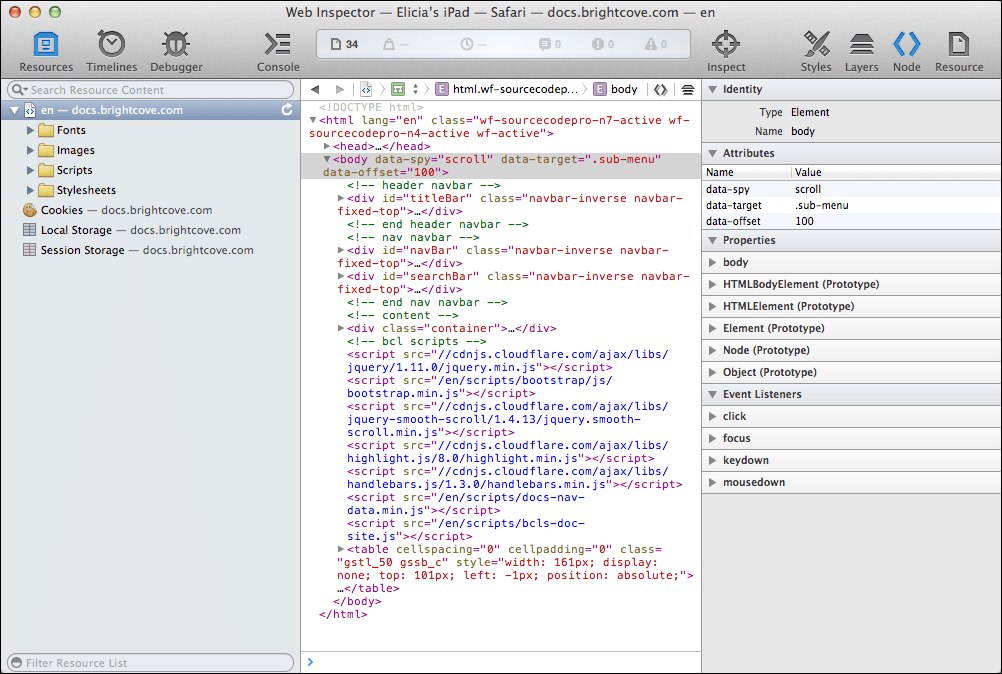 Web Inspector — Elicia's iPad — Safari — docs.brightcove.com — en
Resources
Timelines
Debugger
Console
34
—
—
0
0
0
Inspect
Styles
Layers
Node
Resource
Search Resource Content
en — docs.brightcove.com
Fonts
Images
Scripts
Stylesheets
Cookies — docs.brightcove.com
Local Storage — docs.brightcove.com
Session Storage — docs.brightcove.com
Filter Resource List
E html.wf-sourcecodep...
E body
<!DOCTYPE html>
<html lang="en" class="wf-sourcecodepro-n7-active wf-
sourcecodepro-n4-active wf-active">
<head>…</head>
<body data-spy="scroll" data-target=".sub-menu"
data-offset="100">
<!-- header navbar -->
<div id="titleBar" class="navbar-inverse navbar-
fixed-top">…</div>
<!-- end header navbar -->
<!-- nav navbar -->
<div id="navBar" class="navbar-inverse navbar-
fixed-top">…</div>
<div id="searchBar" class="navbar-inverse navbar-
fixed-top">…</div>
<!-- end nav navbar -->
<!-- content -->
<div class="container">…</div>
<!-- bcl scripts -->
<script src="//cdnjs.cloudflare.com/ajax/libs/
jquery/1.11.0/jquery.min.js"></script>
<script src="/en/scripts/bootstrap/js/
bootstrap.min.js"></script>
<script src="//cdnjs.cloudflare.com/ajax/libs/
jquery-smooth-scroll/1.4.13/jquery.smooth-
scroll.min.js"></script>
<script src="//cdnjs.cloudflare.com/ajax/libs/
highlight.js/8.0/highlight.min.js"></script>
<script src="//cdnjs.cloudflare.com/ajax/libs/
handlebars.js/1.3.0/handlebars.min.js"></script>
<script src="/en/scripts/docs-nav-
data.min.js"></script>
<script src="/en/scripts/bcls-doc-
site.js"></script>
<table cellspacing="0" cellpadding="0" class=
"gstl_50 gssb_c" style="width: 161px; display:
none; top: 101px; left: -1px; position: absolute;">
…</table>
</body>
</html>
Identity
Type Element
Name body
Attributes
Name Value
data-spy scroll
data-target .sub-menu
data-offset 100
Properties
body
HTMLBodyElement (Prototype)
HTMLElement (Prototype)
Element (Prototype)
Node (Prototype)
Object (Prototype)
Event Listeners
click
focus
keydown
mousedown